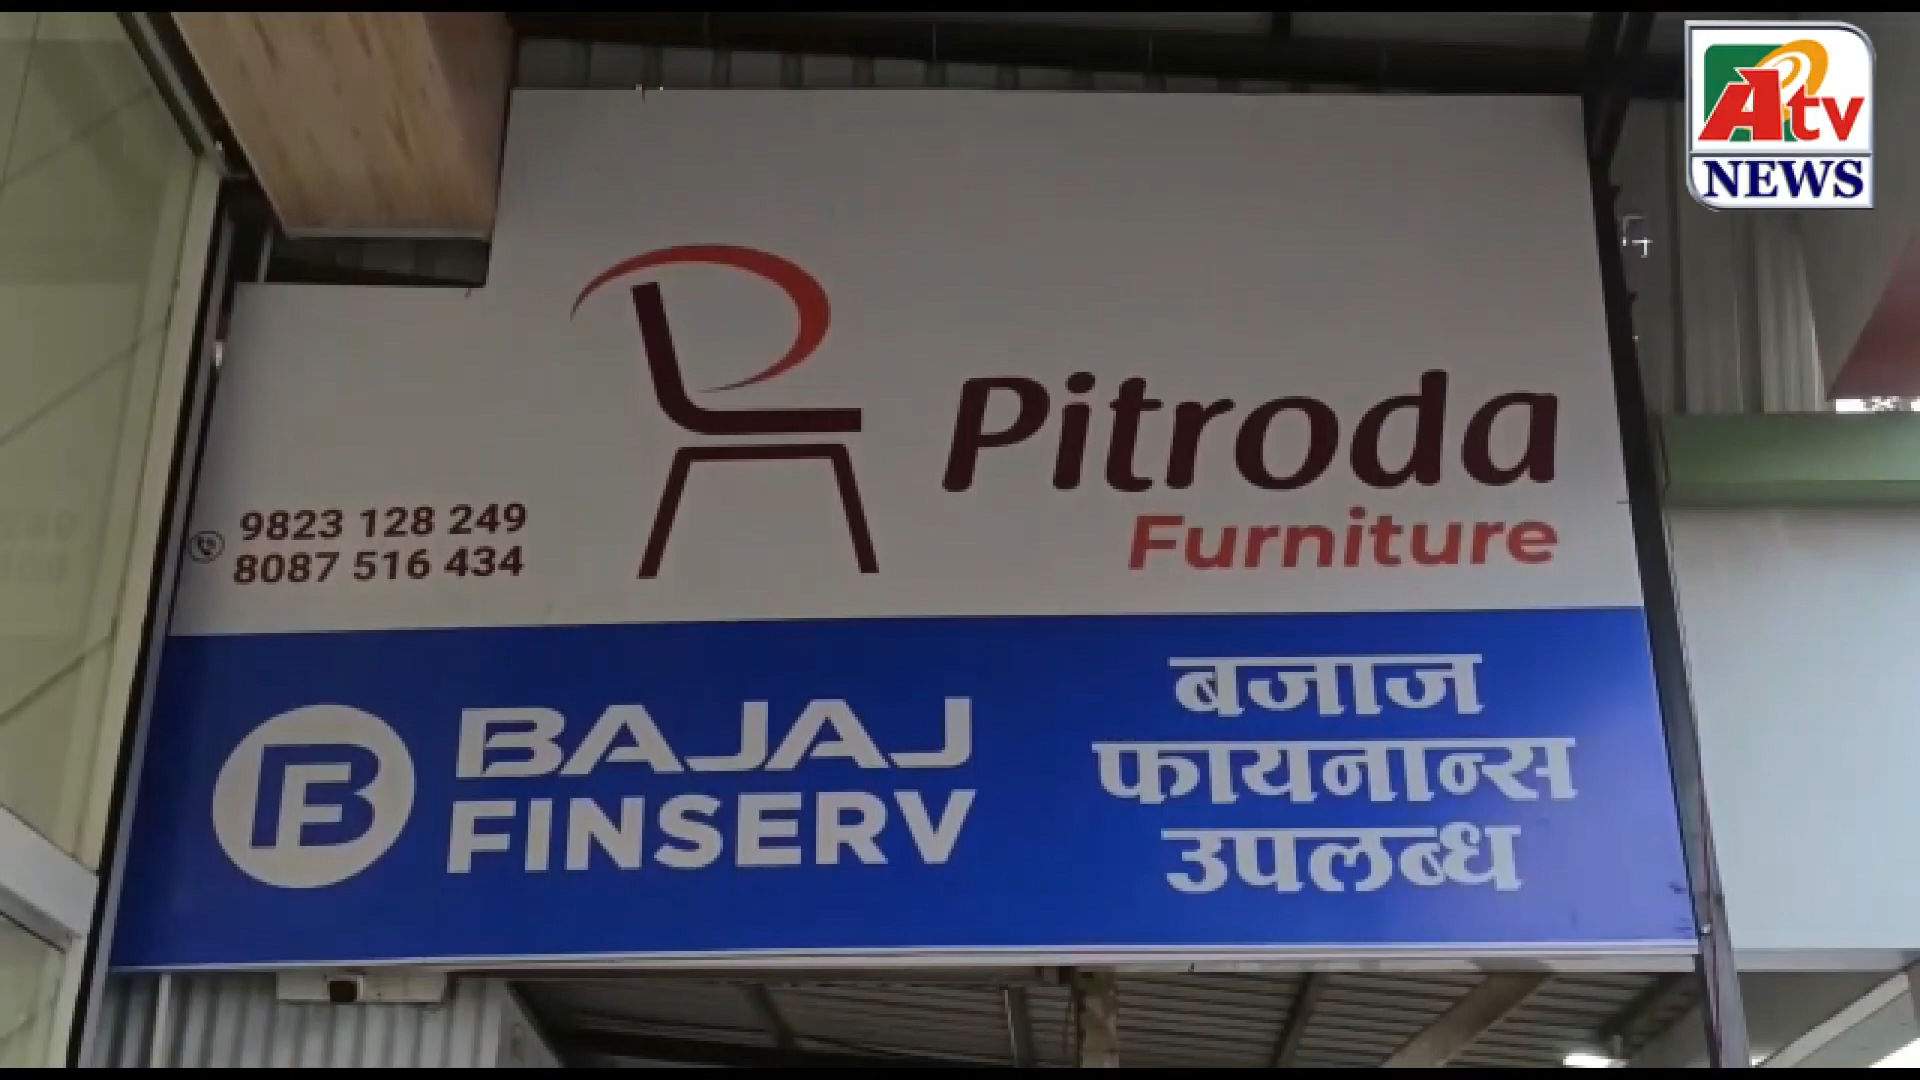 Atv
NEWS
Pitroda
Furniture
9823 128 249
8087 516 434
BAJAJ
FINSERV
बजाज
फायनान्स
उपलब्ध